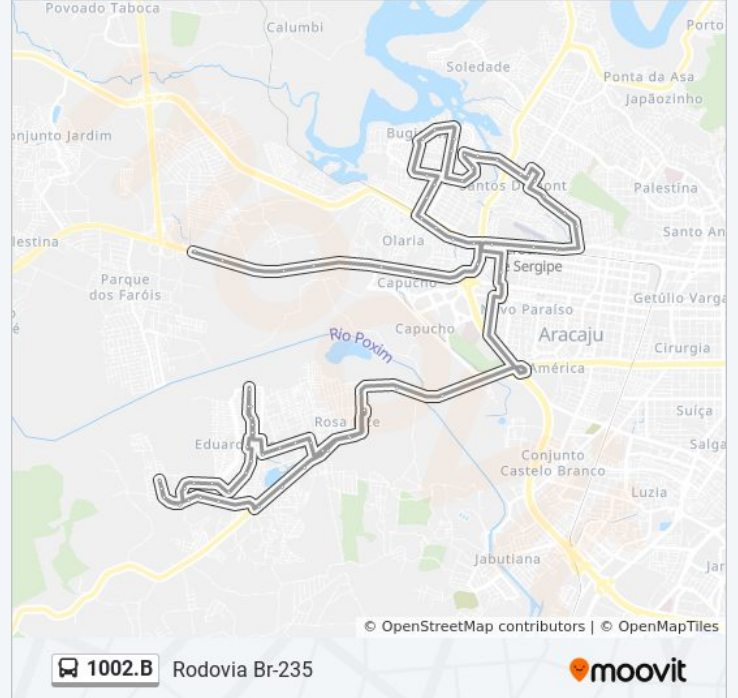 Povoado Taboca
Calumbi
Porto
Soledade
Ponta da Asa
Japãozinho
onjunto Jardim
Bugi
Santos Dumont
Palestina
Santo An
lestina
Olaria
e Sergipe
Parque
dos Faróis
Capucho
Getúlio Varga
Novo Paraíso
Capucho
Aracaju
Rio Poxim
Cirurgia
América
Suíça
Rosa
Eduard
Salga
Conjunto
Castelo Branco
Luzia
Jabutiana
Jar
© OpenStreetMap contributors | © OpenMapTiles
1002.B Rodovia Br-235
moovit